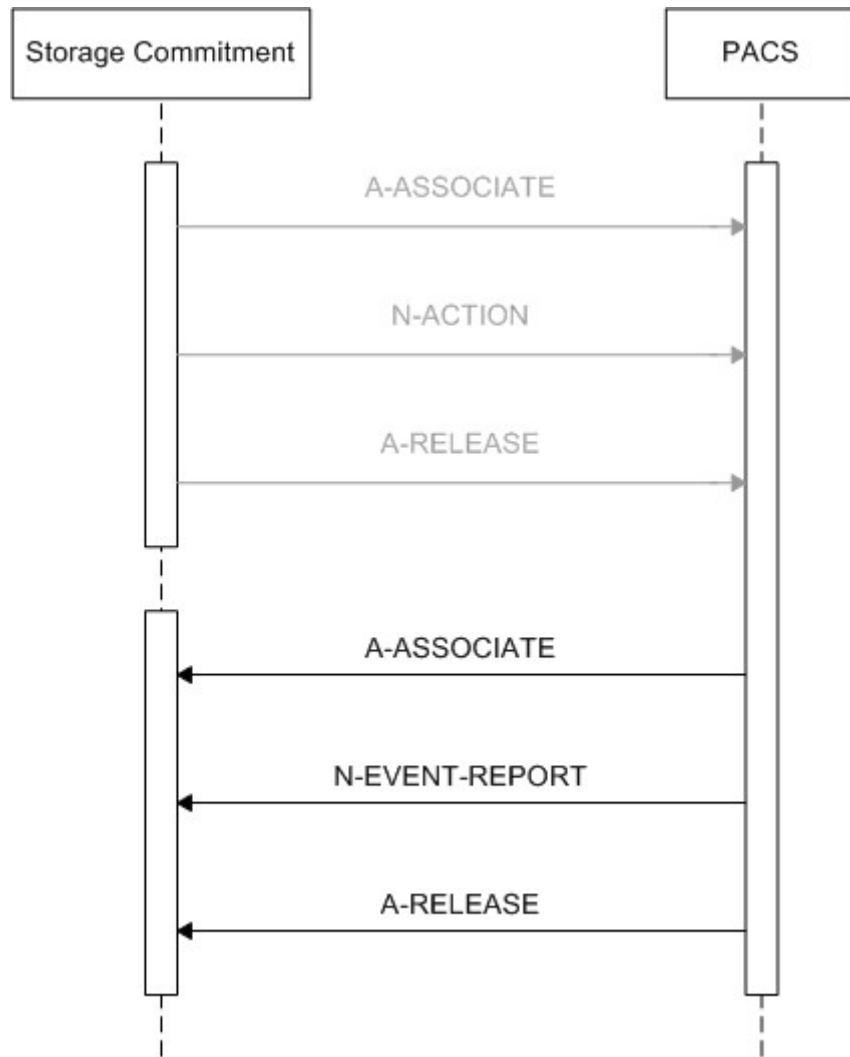 Storage Commitment
PACS
A-ASSOCIATE
N-ACTION
A-RELEASE
A-ASSOCIATE
N-EVENT-REPORT
A-RELEASE